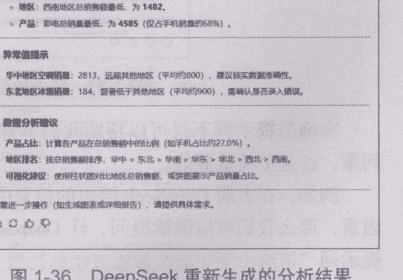 • 地区：西南地区总销售额最低，为 1482。
• 产品：彩电总销量最低，为 4585（仅占手机销量的68%）。
异常值提示
华中地区空调销量：2813，远超其他地区（平均约800），建议核实数据准确性。
东北地区冰箱销量：184，显著低于其他地区（平均约900），需确认是否录入错误。
数据分析建议
产品占比：计算各产品在总销售额中的比例（如手机占比约27.0%）。
地区排名：按总销售额排序，华中 > 东北 > 华南 > 华东 > 华北 > 西北 > 西南。
可视化建议：使用柱状图对比地区总销售额，或饼图展示产品销量占比。
需进一步操作（如生成图表或详细报告），请提供具体需求。
图 1-36 DeepSeek 重新生成的分析结果